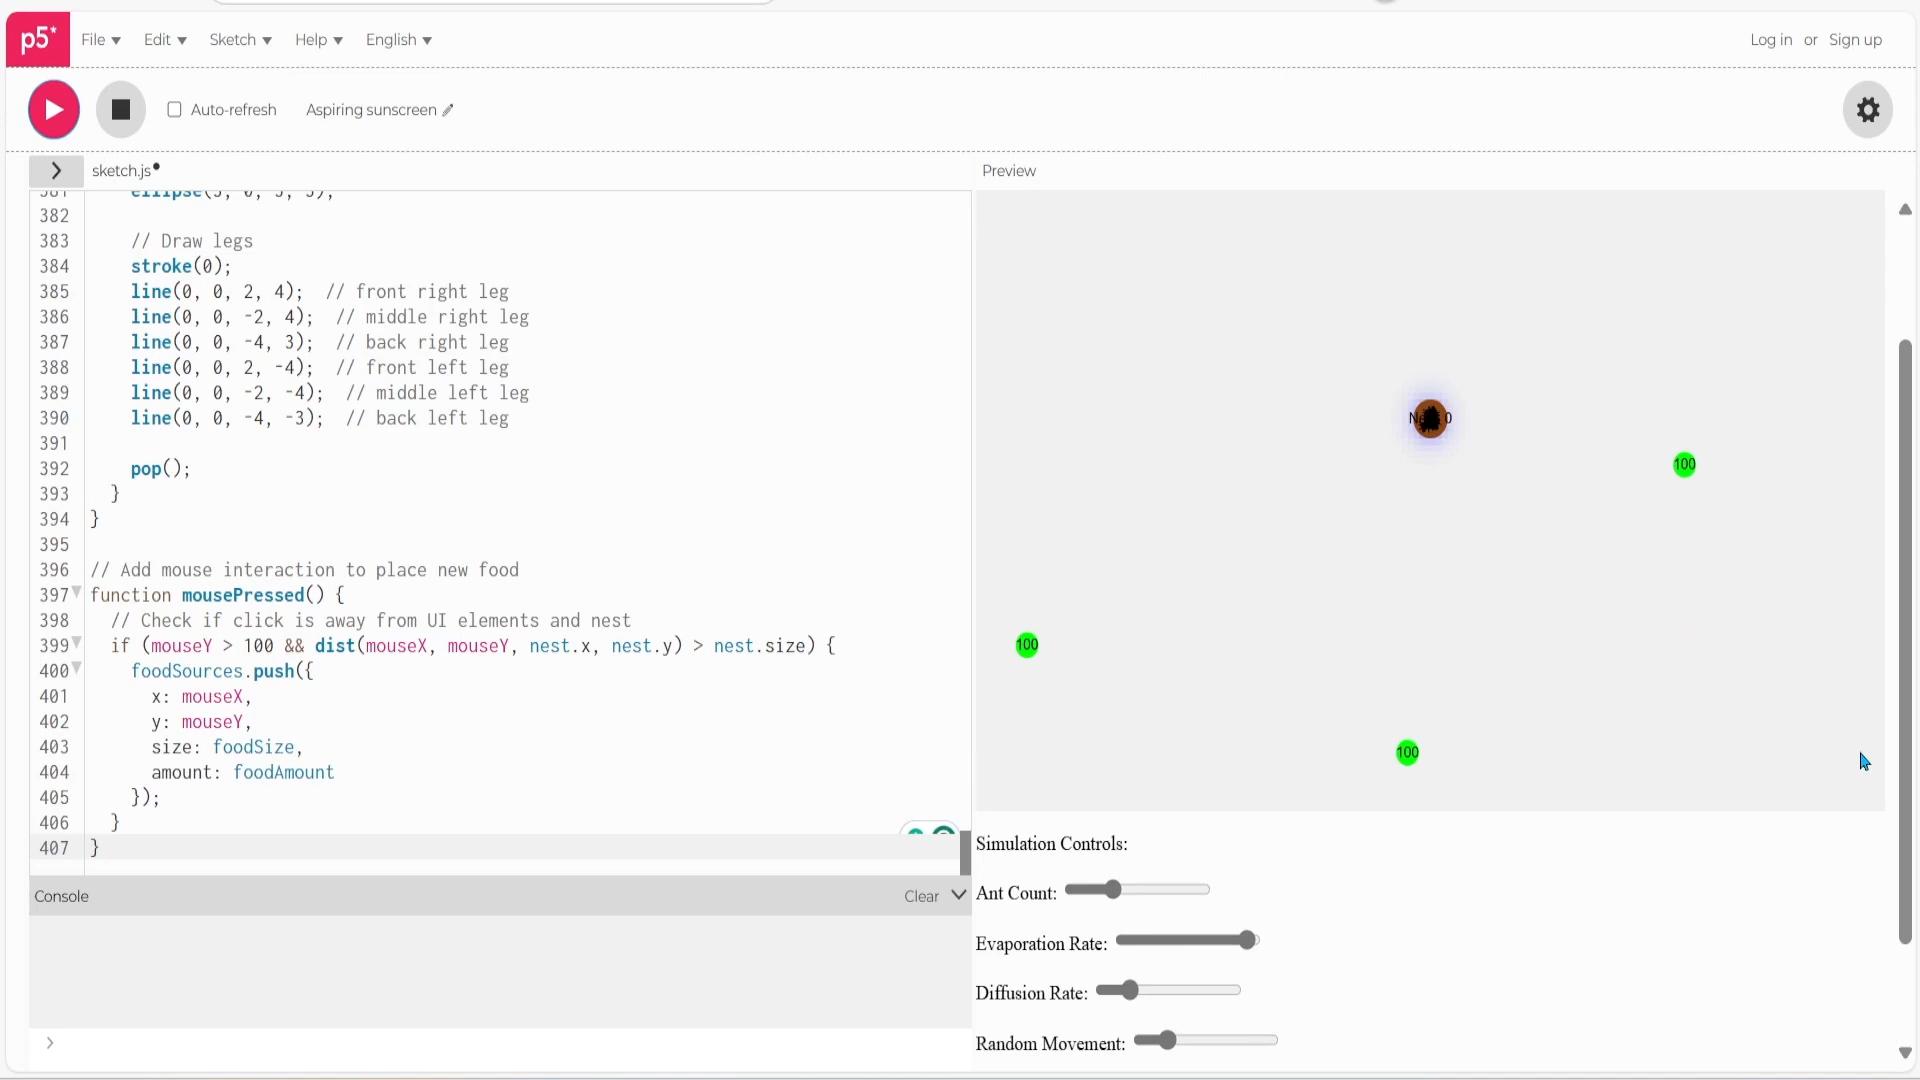 p5*
File Edit Sketch Help English
Log in or Sign up
Auto-refresh Aspiring sunscreen
sketch.js
Preview
381 ellipse(5, 0, 5, 5);
382
383 // Draw legs
384 stroke(0);
385 line(0, 0, 2, 4); // front right leg
386 line(0, 0, -2, 4); // middle right leg
387 line(0, 0, -4, 3); // back right leg
388 line(0, 0, 2, -4); // front left leg
389 line(0, 0, -2, -4); // middle left leg
390 line(0, 0, -4, -3); // back left leg
391
392 pop();
393 }
394 }
395
396 // Add mouse interaction to place new food
397 function mousePressed() {
398 // Check if click is away from UI elements and nest
399 if (mouseY > 100 && dist(mouseX, mouseY, nest.x, nest.y) > nest.size) {
400 foodSources.push({
401 x: mouseX,
402 y: mouseY,
403 size: foodSize,
404 amount: foodAmount
405 });
406 }
407 }
Console
Clear
100
100
100
Simulation Controls:
Ant Count:
Evaporation Rate:
Diffusion Rate:
Random Movement: